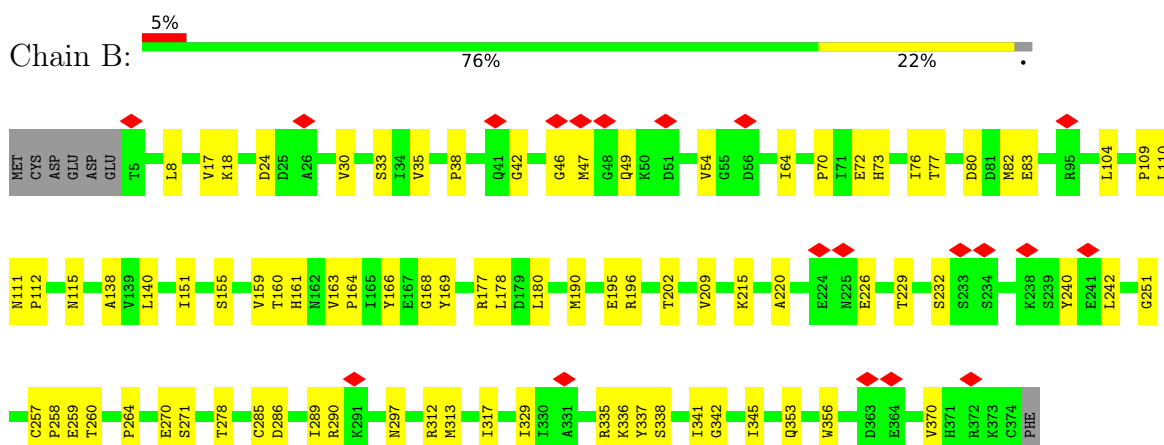 5%
Chain B:
76% 22% •
MET CYS ASP GLU ASP GLU T5 L8 V17 K18 D24 D25 A26 V30 S33 I34 V35 P38 Q41 G42 G46 M47 G48 Q49 K50 D51 V54 G55 D56 I64 P70 I71 E72 H73 I76 T77 D80 D81 M82 E83 R95 L104 P109 L110
N111 P112 N115 A138 V139 L140 I151 S155 V159 T160 H161 N162 V163 P164 I165 Y166 E167 G168 Y169 R177 L178 D179 L180 M190 E195 R196 T202 V209 K215 A220 E224 N225 E226 T229 S232 S233 S234 K238 S239 Y240 E241 L242 G251
C257 P258 E259 T260 P264 E270 S271 T278 C285 D286 I289 R290 K291 N297 R312 M313 I317 I329 I330 A331 R335 K336 Y337 S338 I341 G342 I345 Q353 W356 D363 E364 V370 H371 R372 K373 C374 PHE